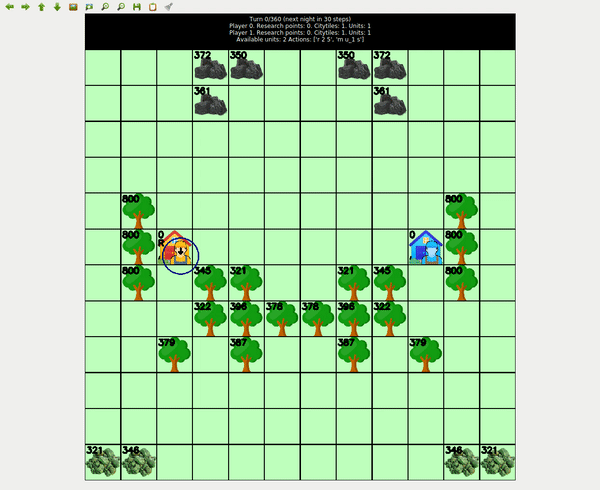 Turn 0/360 (next night in 30 steps)
Player 0. Research points: 0. Citytiles: 1. Units: 1
Player 1. Research points: 0. Citytiles: 1. Units: 1
Available units: 2 Actions: ['r 2 5', 'm u_1 s']
372 350 350 372
361 361
800 800
800 0 0 800
R
800 345 321 321 345 800
322 396 378 378 396 322
379 387 387 379
321 346 346 321